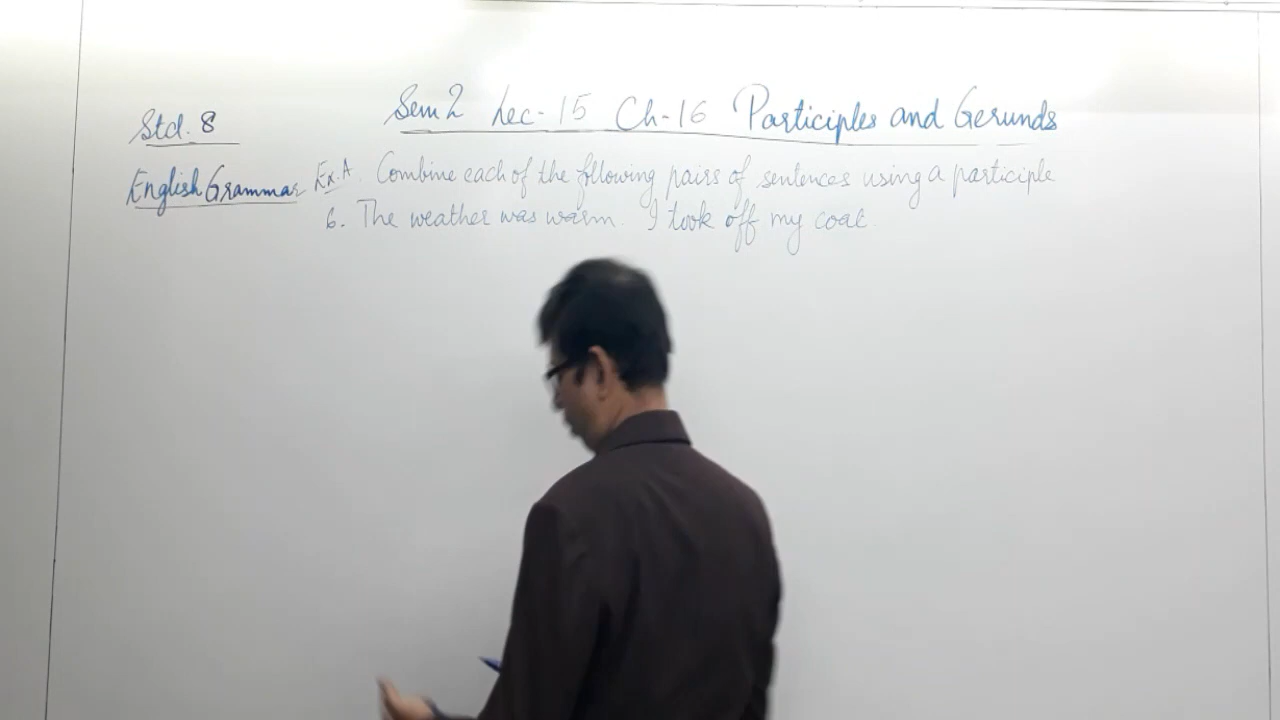 Sem 2 Lec-15 Ch-16 Participles and Gerunds
Std. 8
English Grammar Ex.A. Combine each of the following pairs of sentences using a participle
6. The weather was warm. I took off my coat.